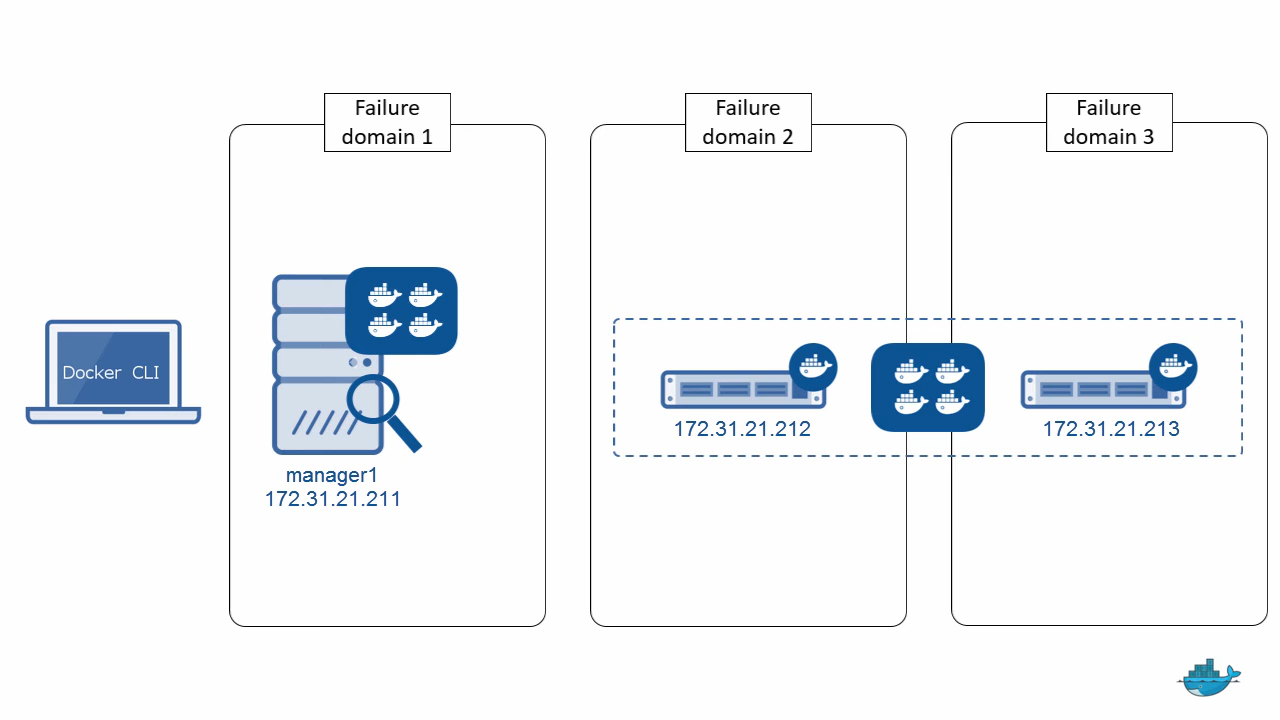 Failure
domain 1
Failure
domain 2
Failure
domain 3
Docker CLI
172.31.21.212
172.31.21.213
manager1
172.31.21.211